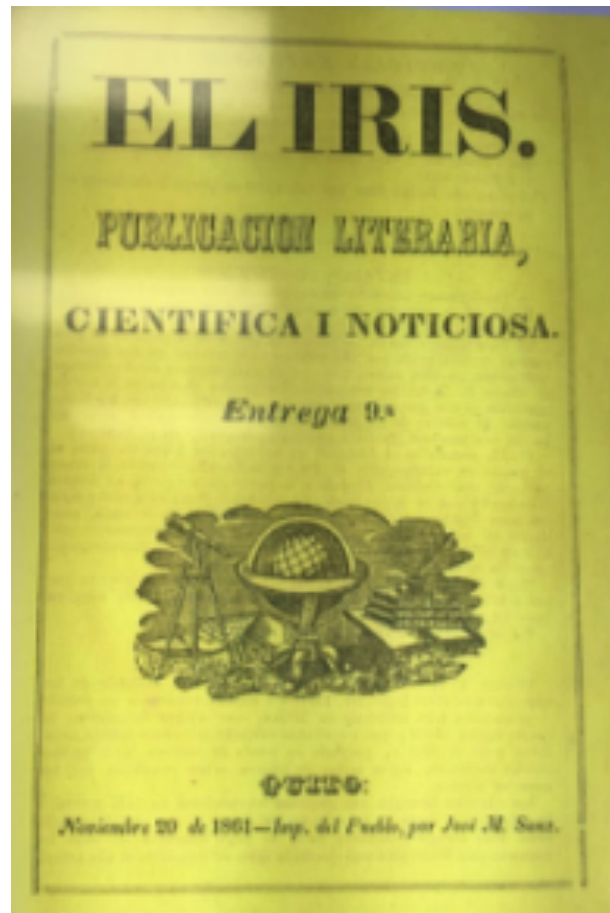 EL IRIS.
PUBLICACION LITERARIA,
CIENTIFICA I NOTICIOSA.
Entrega 9.ª
QUITO:
Noviembre 20 de 1861—Imp. del Pueblo, por José M. Sanz.